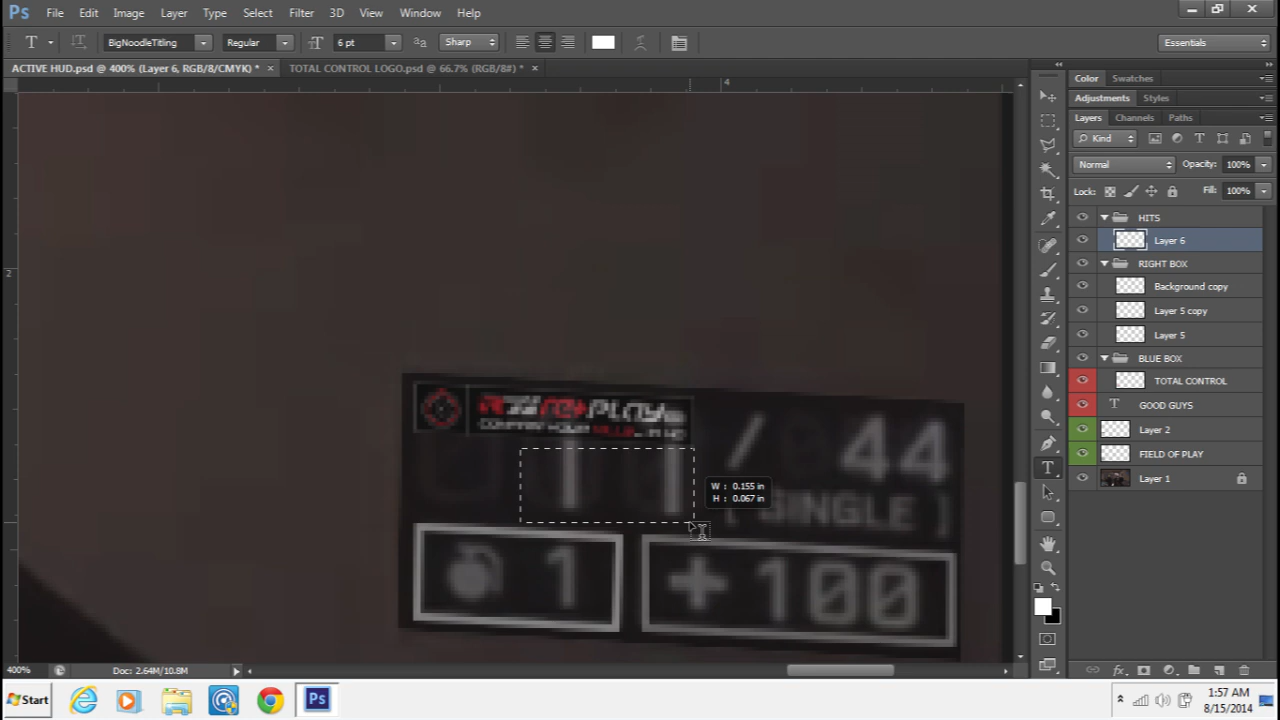 Ps File Edit Image Layer Type Select Filter 3D View Window Help
T BigNoodleTitling Regular 6 pt Sharp Essentials
ACTIVE HUD.psd @ 400% (Layer 6, RGB/8/CMYK) * × TOTAL CONTROL LOGO.psd @ 66.7% (RGB/8#) * ×
4
2
Color Swatches
Adjustments Styles
Layers Channels Paths
Kind
Normal Opacity: 100%
Lock: Fill: 100%
HITS
Layer 6
RIGHT BOX
Background copy
Layer 5 copy
Layer 5
BLUE BOX
TOTAL CONTROL
T GOOD GUYS
Layer 2
FIELD OF PLAY
Layer 1
11 / 44
W : 0.155 in
H : 0.067 in
[ SINGLE ]
1 + 100
400% Doc: 2.64M/10.8M
Start Ps 1:57 AM
8/15/2014